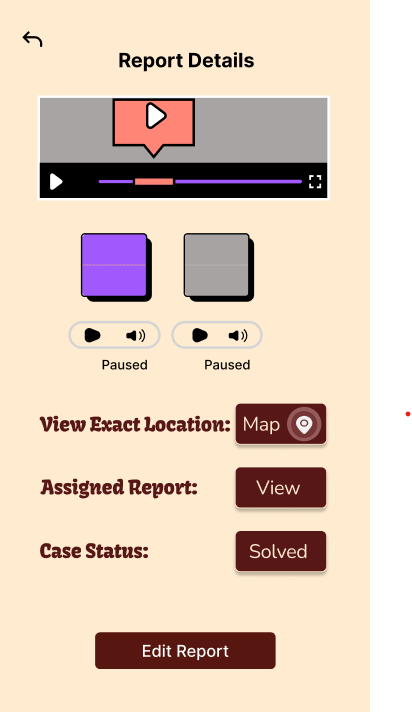 Report Details
Paused
Paused
View Exact Location:
Map
Assigned Report:
View
Case Status:
Solved
Edit Report